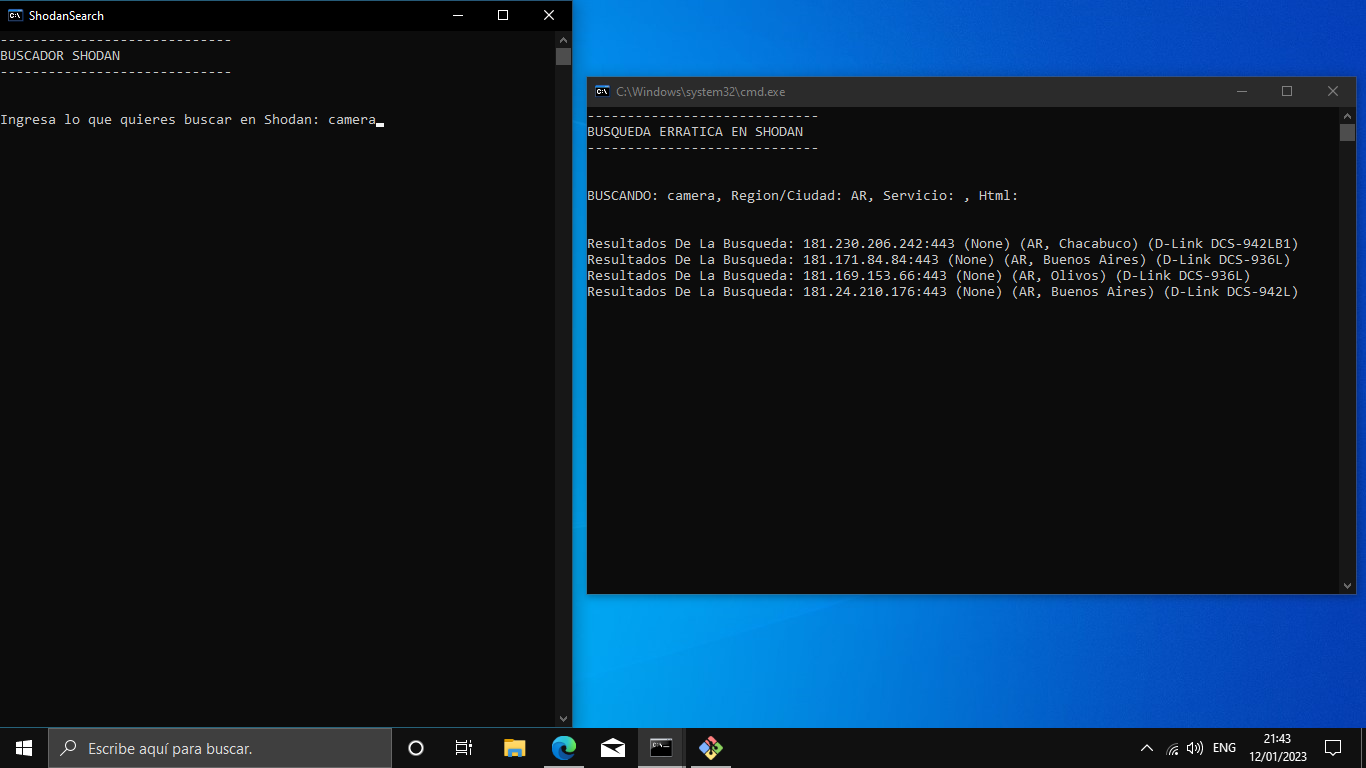 ShodanSearch
-----------------------------
BUSCADOR SHODAN
-----------------------------
Ingresa lo que quieres buscar en Shodan: camera
C:\Windows\system32\cmd.exe
-----------------------------
BUSQUEDA ERRATICA EN SHODAN
-----------------------------
BUSCANDO: camera, Region/Ciudad: AR, Servicio: , Html:
Resultados De La Busqueda: 181.230.206.242:443 (None) (AR, Chacabuco) (D-Link DCS-942LB1)
Resultados De La Busqueda: 181.171.84.84:443 (None) (AR, Buenos Aires) (D-Link DCS-936L)
Resultados De La Busqueda: 181.169.153.66:443 (None) (AR, Olivos) (D-Link DCS-936L)
Resultados De La Busqueda: 181.24.210.176:443 (None) (AR, Buenos Aires) (D-Link DCS-942L)
Escribe aquí para buscar.
ENG
21:43
12/01/2023